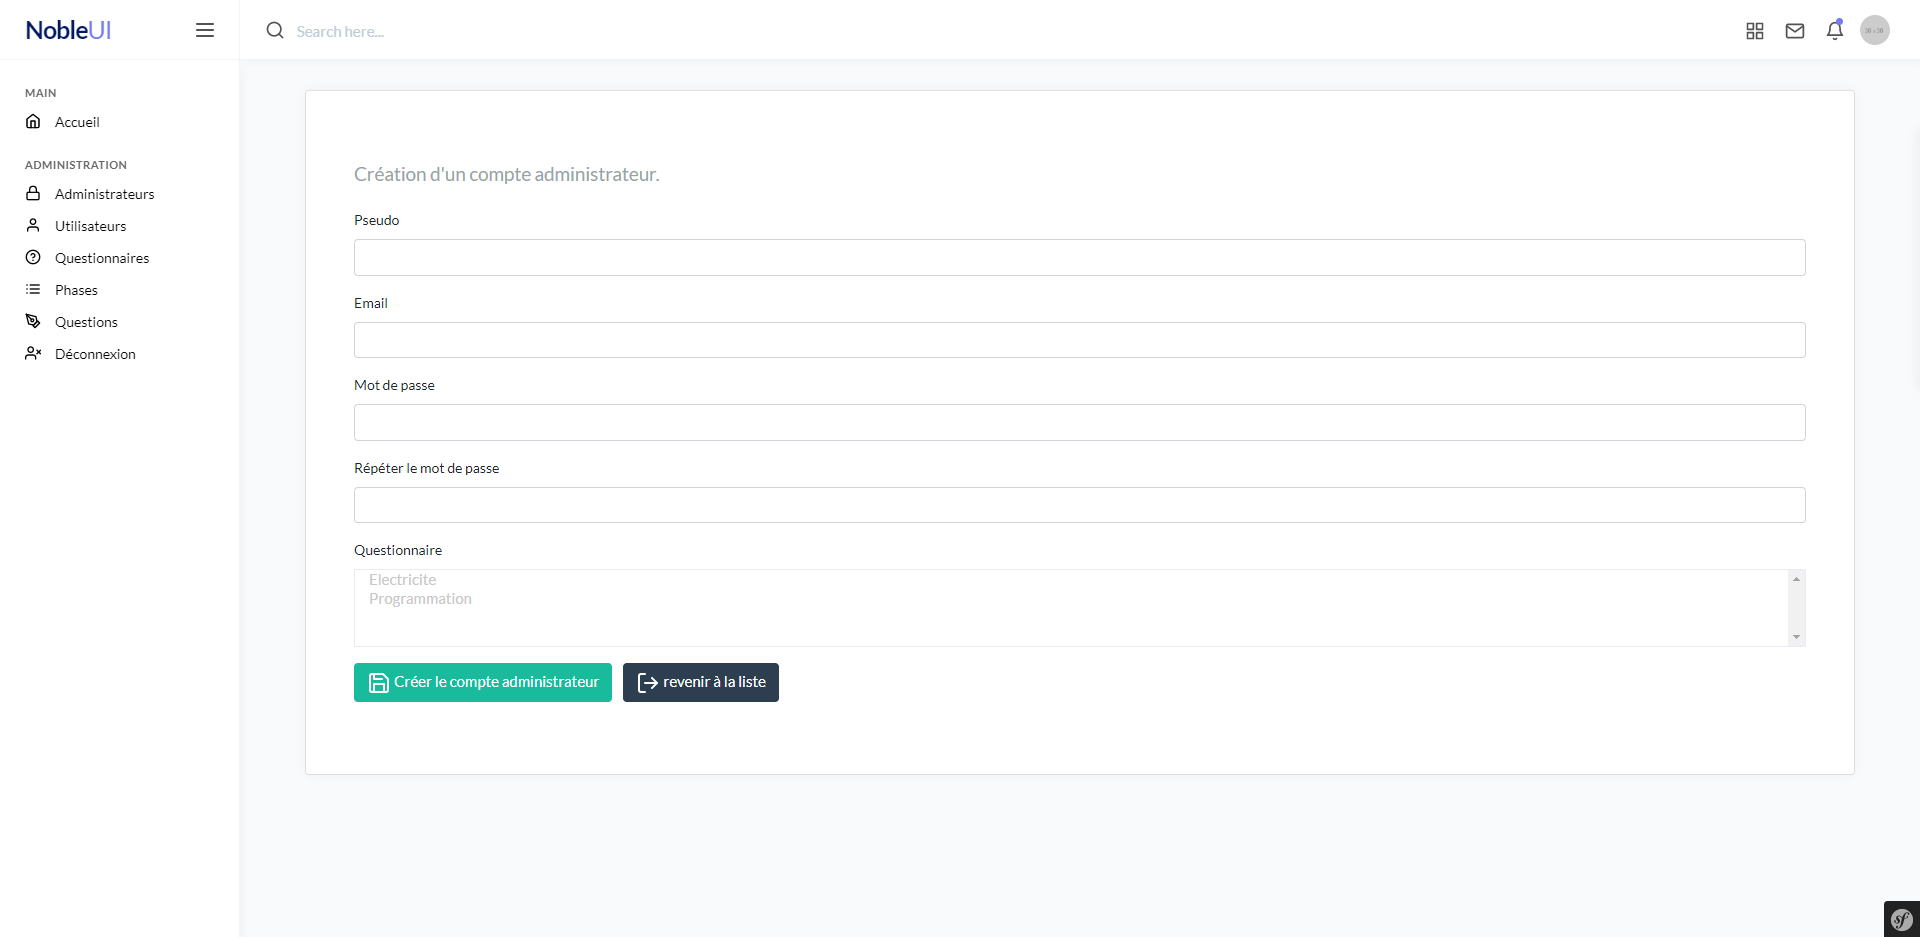 NobleUI
Search here...
MAIN
Accueil
ADMINISTRATION
Administrateurs
Utilisateurs
Questionnaires
Phases
Questions
Déconnexion
Création d'un compte administrateur.
Pseudo
Email
Mot de passe
Répéter le mot de passe
Questionnaire
Electricite
Programmation
Créer le compte administrateur
revenir à la liste